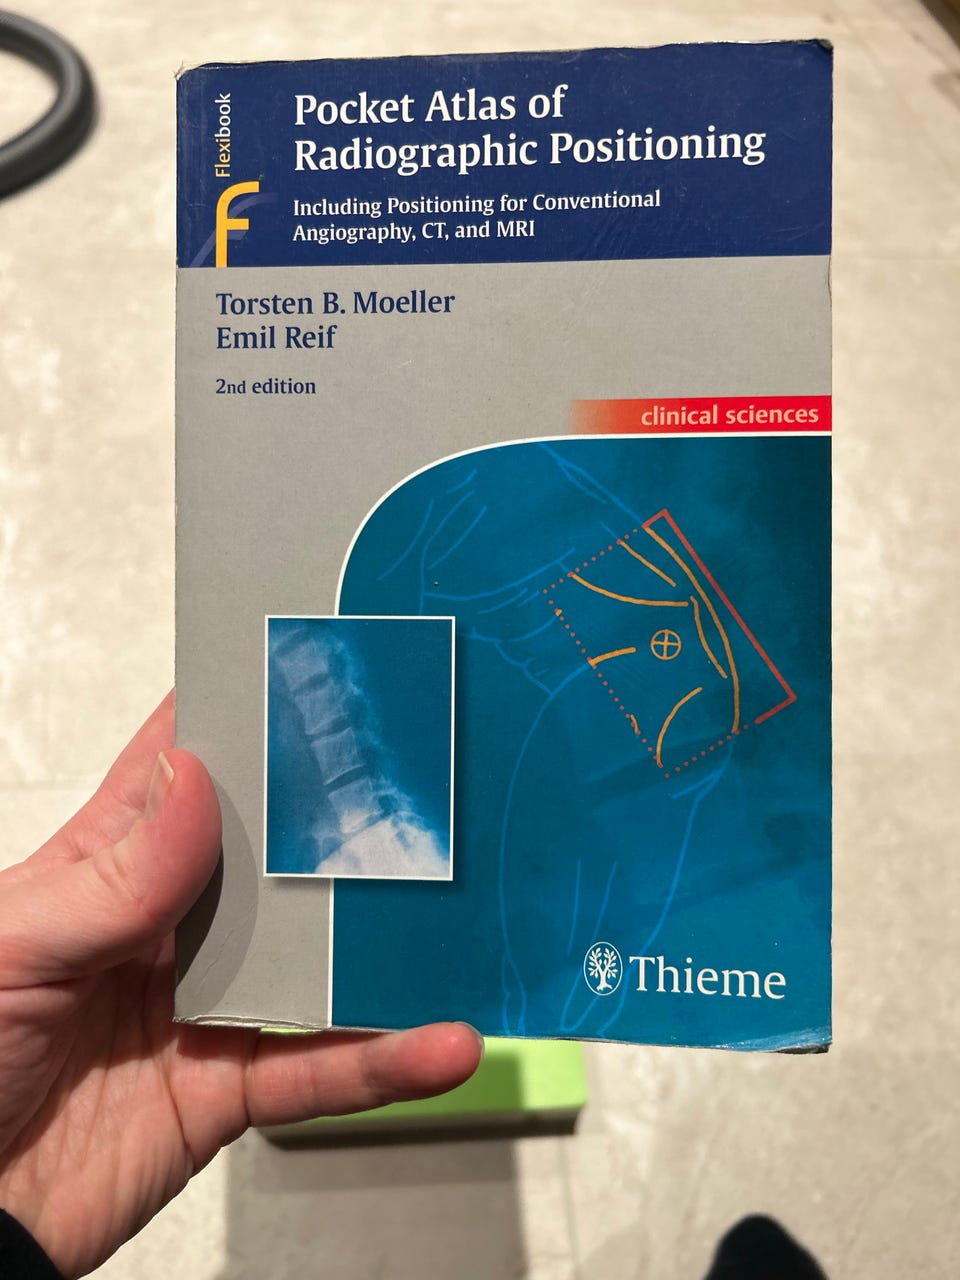 Flexibook
Pocket Atlas of
Radiographic Positioning
Including Positioning for Conventional
Angiography, CT, and MRI
Torsten B. Moeller
Emil Reif
2nd edition
clinical sciences
Thieme